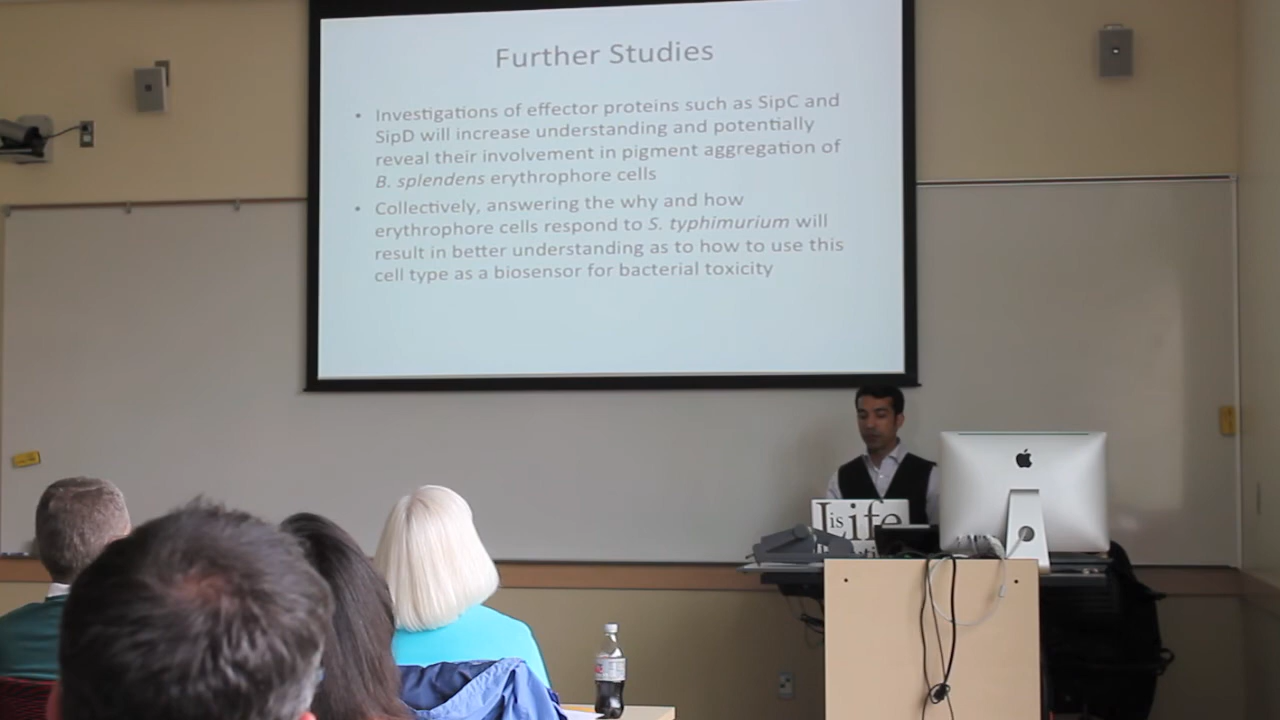 Further Studies
• Investigations of effector proteins such as SipC and
SipD will increase understanding and potentially
reveal their involvement in pigment aggregation of
B. splendens erythrophore cells
• Collectively, answering the why and how
erythrophore cells respond to S. typhimurium will
result in better understanding as to how to use this
cell type as a biosensor for bacterial toxicity
is Life